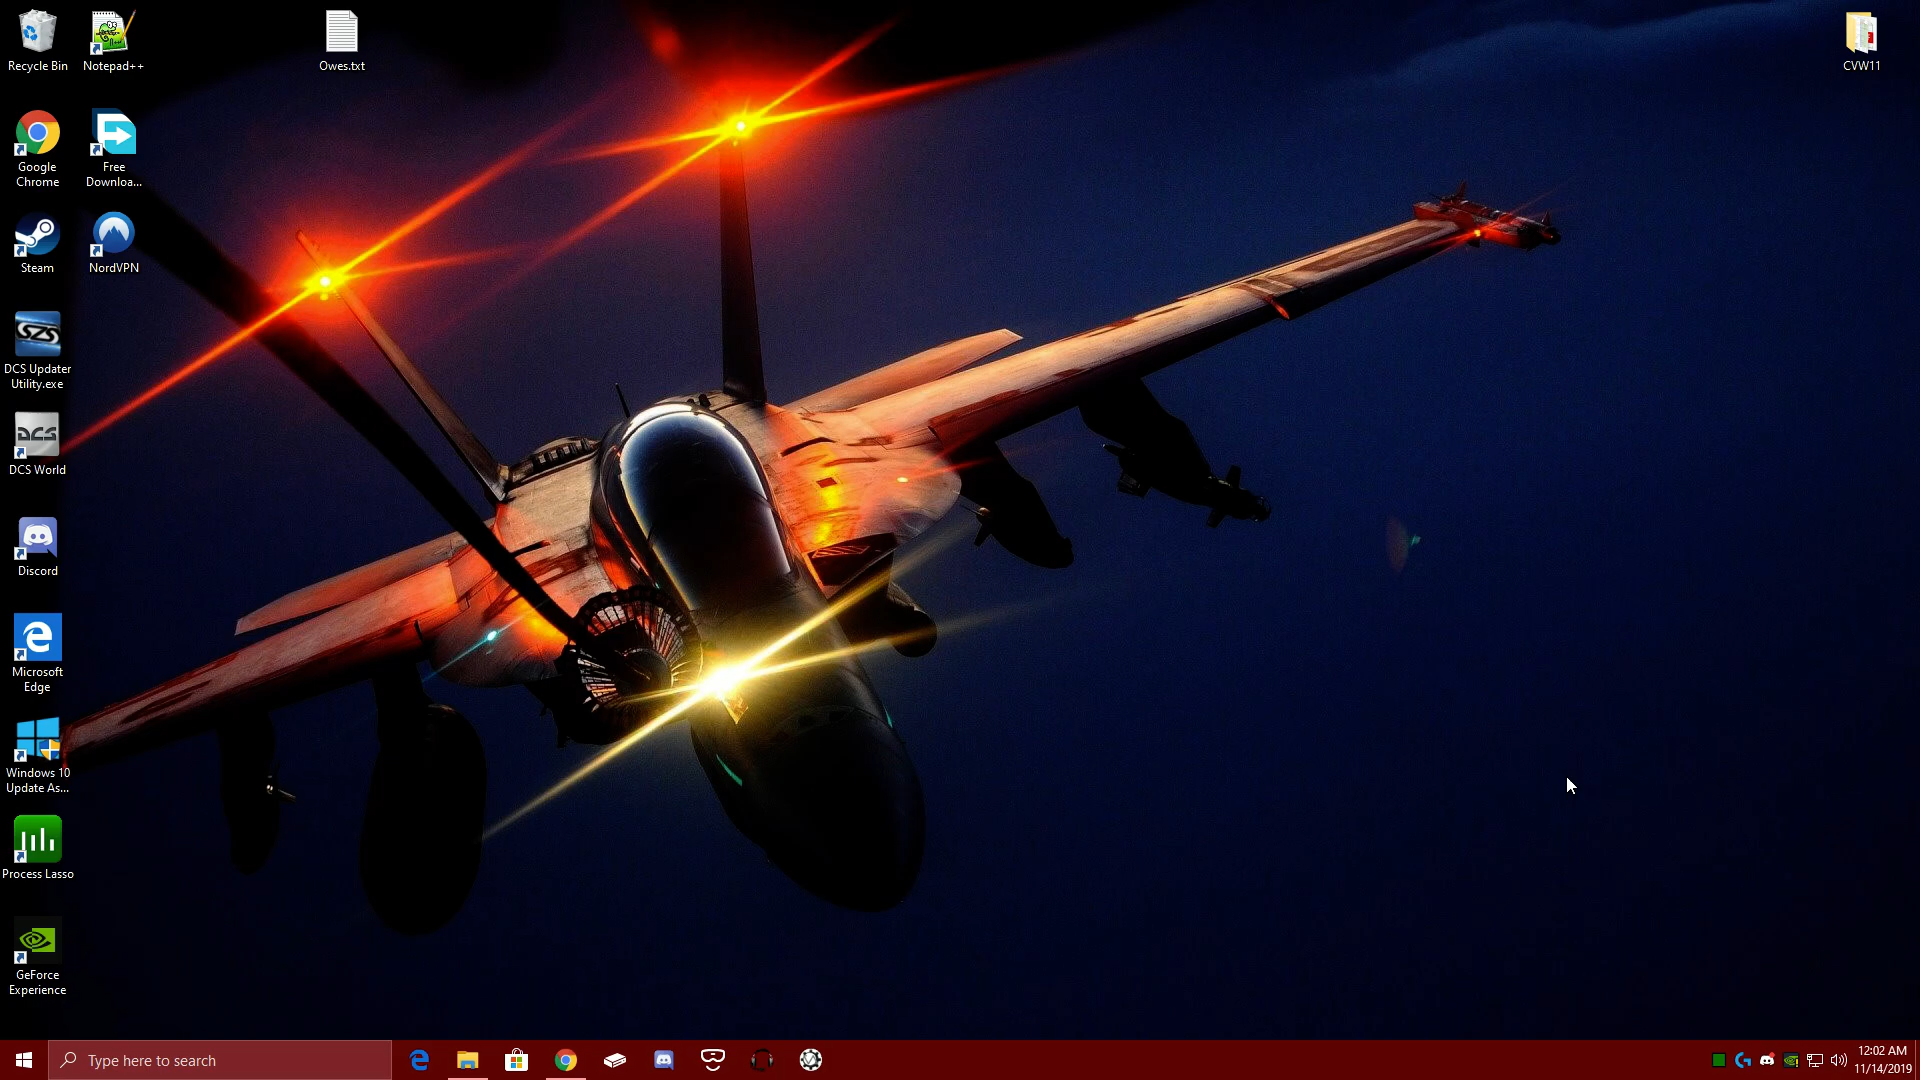 Recycle Bin
Notepad++
Owes.txt
CVW11
Google
Chrome
Free
Downloa...
Steam
NordVPN
SZS
DCS Updater
Utility.exe
DCS
DCS World
Discord
Microsoft
Edge
Windows 10
Update As...
Process Lasso
GeForce
Experience
Type here to search
12:02 AM
11/14/2019